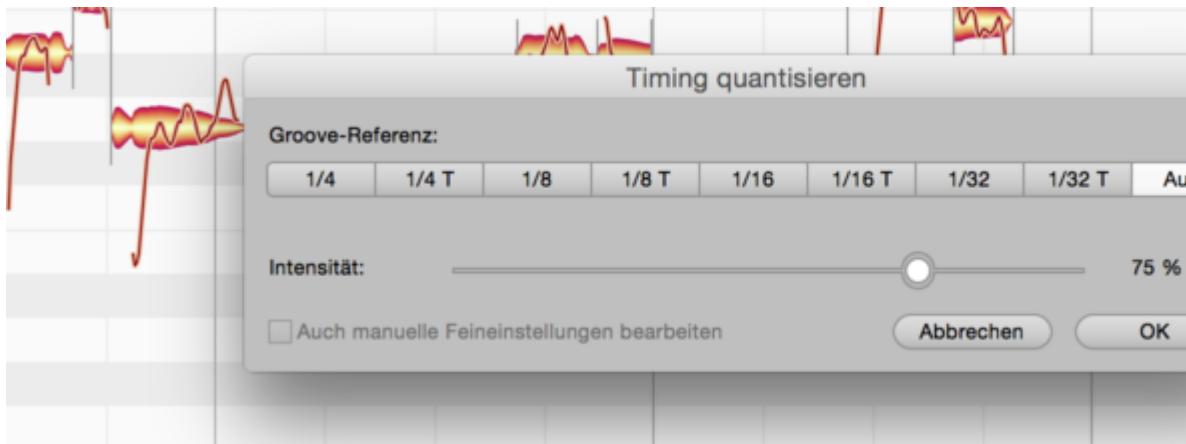 Timing quantisieren
Groove-Referenz:
1/4 1/4 T 1/8 1/8 T 1/16 1/16 T 1/32 1/32 T Au
Intensität: 75 %
Auch manuelle Feineinstellungen bearbeiten Abbrechen OK